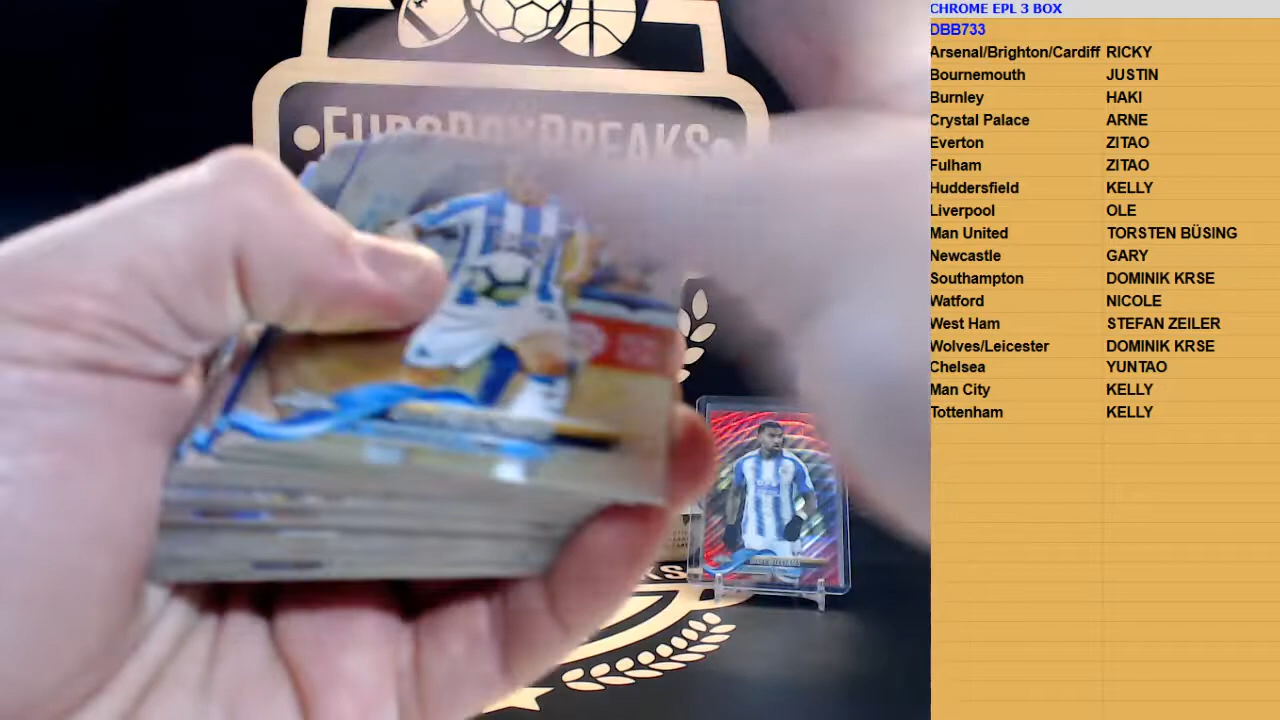 EUROBOXBREAKS
CHROME EPL 3 BOX
DBB733
Arsenal/Brighton/Cardiff RICKY
Bournemouth JUSTIN
Burnley HAKI
Crystal Palace ARNE
Everton ZITAO
Fulham ZITAO
Huddersfield KELLY
Liverpool OLE
Man United TORSTEN BÜSING
Newcastle GARY
Southampton DOMINIK KRSE
Watford NICOLE
West Ham STEFAN ZEILER
Wolves/Leicester DOMINIK KRSE
Chelsea YUNTAO
Man City KELLY
Tottenham KELLY